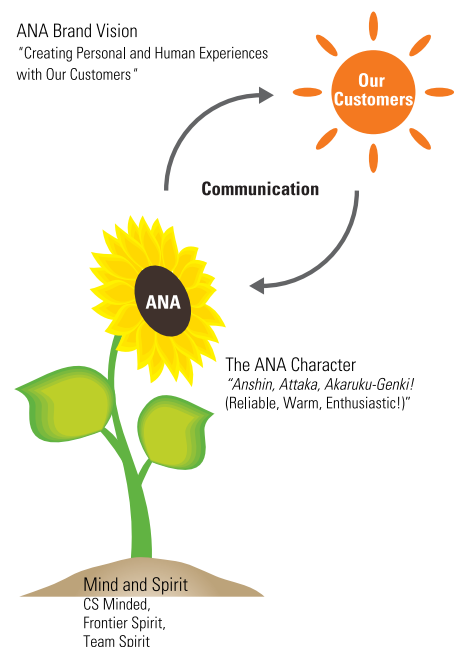 ANA Brand Vision
"Creating Personal and Human Experiences
with Our Customers"
Our
Customers
Communication
ANA
The ANA Character
"Anshin, Attaka, Akaruku-Genki!
(Reliable, Warm, Enthusiastic!)"
Mind and Spirit
CS Minded,
Frontier Spirit,
Team Spirit